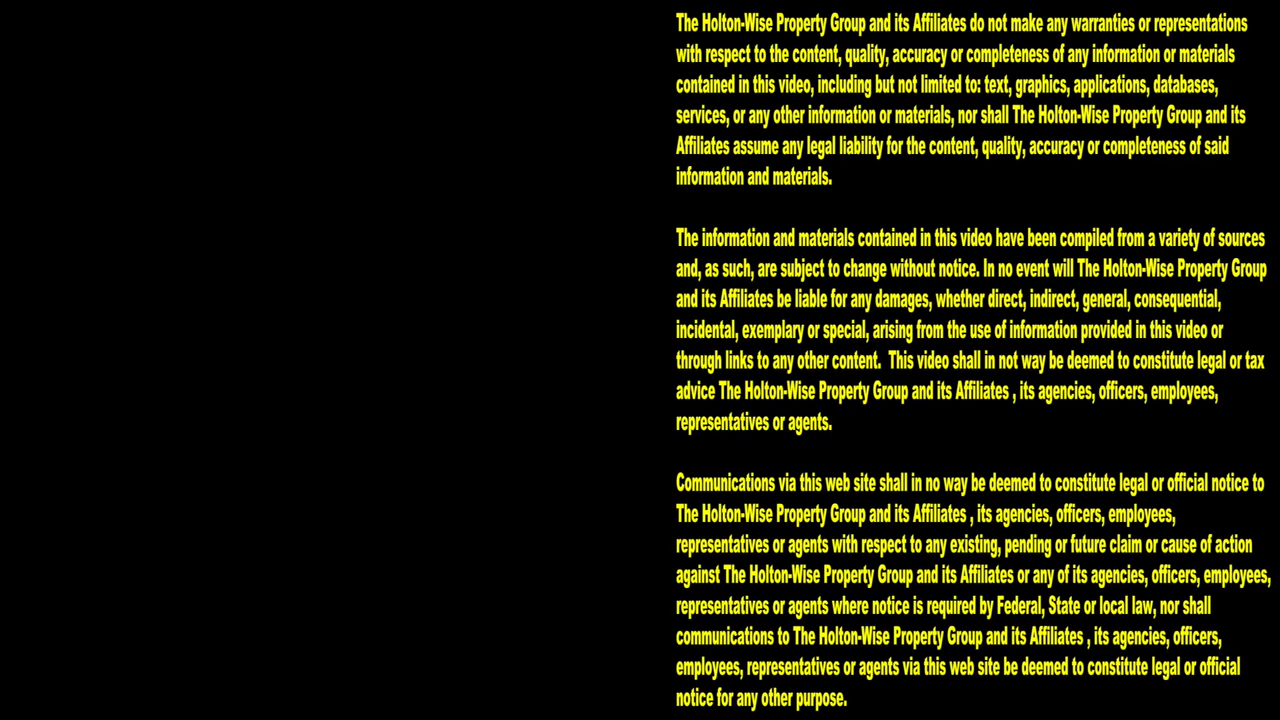 The Holton-Wise Property Group and its Affiliates do not make any warranties or representations
with respect to the content, quality, accuracy or completeness of any information or materials
contained in this video, including but not limited to: text, graphics, applications, databases,
services, or any other information or materials, nor shall The Holton-Wise Property Group and its
Affiliates assume any legal liability for the content, quality, accuracy or completeness of said
information and materials.
The information and materials contained in this video have been compiled from a variety of sources
and, as such, are subject to change without notice. In no event will The Holton-Wise Property Group
and its Affiliates be liable for any damages, whether direct, indirect, general, consequential,
incidental, exemplary or special, arising from the use of information provided in this video or
through links to any other content.  This video shall in not way be deemed to constitute legal or tax
advice The Holton-Wise Property Group and its Affiliates , its agencies, officers, employees,
representatives or agents.
Communications via this web site shall in no way be deemed to constitute legal or official notice to
The Holton-Wise Property Group and its Affiliates , its agencies, officers, employees,
representatives or agents with respect to any existing, pending or future claim or cause of action
against The Holton-Wise Property Group and its Affiliates or any of its agencies, officers, employees,
representatives or agents where notice is required by Federal, State or local law, nor shall
communications to The Holton-Wise Property Group and its Affiliates , its agencies, officers,
employees, representatives or agents via this web site be deemed to constitute legal or official
notice for any other purpose.